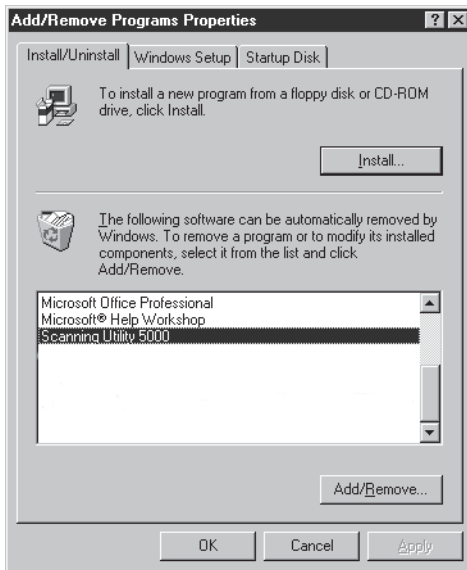 Add/Remove Programs Properties
Install/Uninstall
Windows Setup
Startup Disk
To install a new program from a floppy disk or CD-ROM
drive, click Install.
Install...
The following software can be automatically removed by
Windows. To remove a program or to modify its installed
components, select it from the list and click
Add/Remove.
Microsoft Office Professional
Microsoft® Help Workshop
Scanning Utility 5000
Add/Remove...
OK
Cancel
Apply